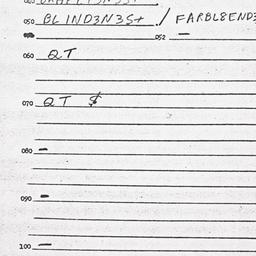 050 BLIND3N3S+ / FARBL8END3
052 —
060 QT
070 QT $
080 —
090 —
100 —